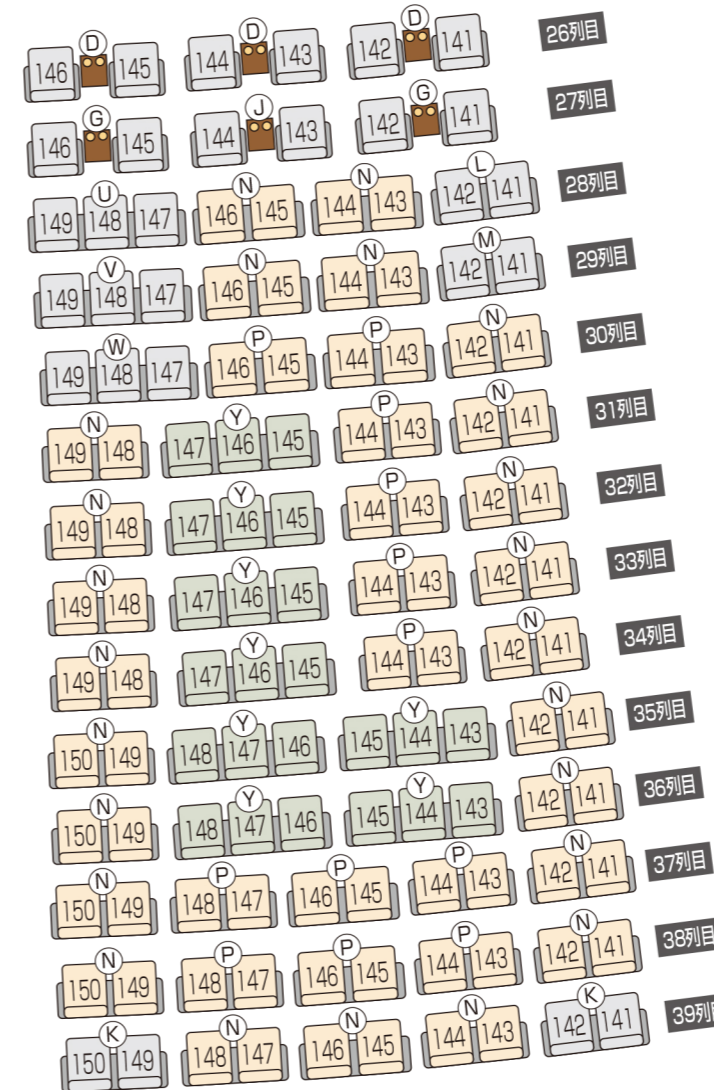 D D D
146 145 144 143 142 141 26列目
G J G
146 145 144 143 142 141 27列目
U N N L
149 148 147 146 145 144 143 142 141 28列目
V N N M
149 148 147 146 145 144 143 142 141 29列目
W P P N
149 148 147 146 145 144 143 142 141 30列目
N Y P N
149 148 147 146 145 144 143 142 141 31列目
N Y P N
149 148 147 146 145 144 143 142 141 32列目
N Y P N
149 148 147 146 145 144 143 142 141 33列目
N Y P N
149 148 147 146 145 144 143 142 141 34列目
N Y Y N
150 149 148 147 146 145 144 143 142 141 35列目
N Y Y N
150 149 148 147 146 145 144 143 142 141 36列目
N P P P N
150 149 148 147 146 145 144 143 142 141 37列目
N P P P N
150 149 148 147 146 145 144 143 142 141 38列目
K N N N K
150 149 148 147 146 145 144 143 142 141 39列